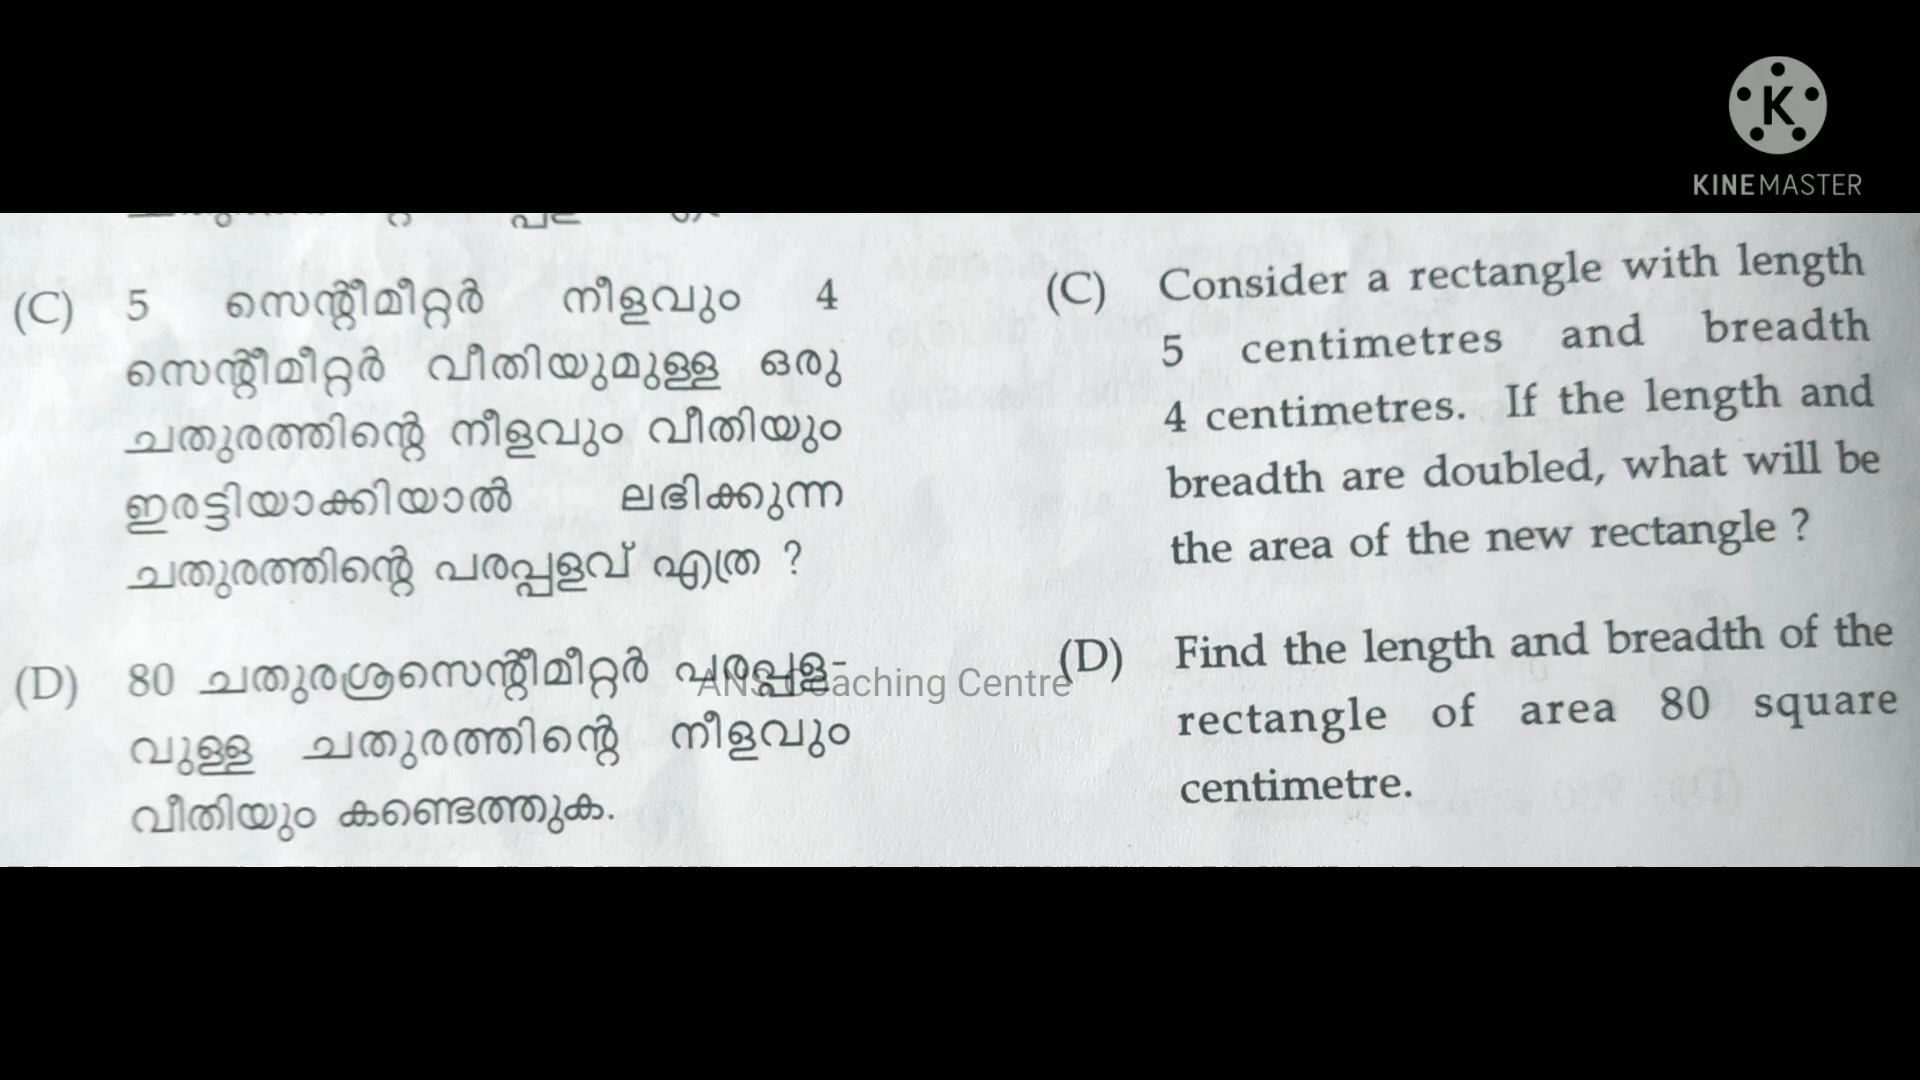 K
KINEMASTER
(C) 5 സെന്റീമീറ്റർ നീളവും 4
സെന്റീമീറ്റർ വീതിയുമുള്ള ഒരു
ചതുരത്തിന്റെ നീളവും വീതിയും
ഇരട്ടിയാക്കിയാൽ ലഭിക്കുന്ന
ചതുരത്തിന്റെ പരപ്പളവ് എത്ര ?
(D) 80 ചതുരശ്രസെന്റീമീറ്റർ പരപ്പള-
വുള്ള ചതുരത്തിന്റെ നീളവും
വീതിയും കണ്ടെത്തുക.
(C) Consider a rectangle with length
5 centimetres and breadth
4 centimetres. If the length and
breadth are doubled, what will be
the area of the new rectangle ?
(D) Find the length and breadth of the
rectangle of area 80 square
centimetre.
Centre